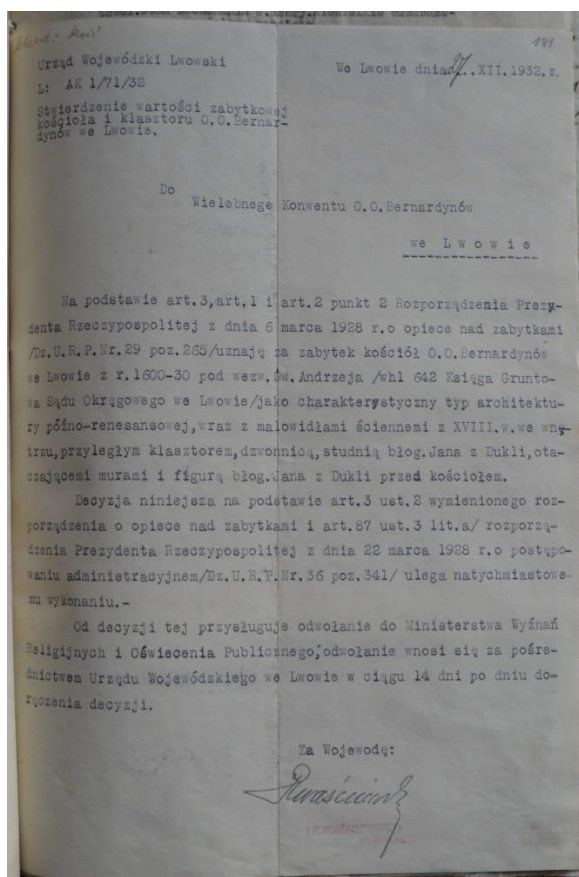 181
Urząd Wojewódzki Lwowski
We Lwowie dnia 27.XII.1932.r.
L: AK 1/71/32
Stwierdzenie wartości zabytkowej
kościoła i klasztoru O.O.Bernar-
dynów we Lwowie.
Do
Wielebnego Konwentu O.O.Bernardynów
we Lwowie
Na podstawie art.3,art.1 i art.2 punkt 2 Rozporządzenia Prezy-
denta Rzeczypospolitej z dnia 6 marca 1928 r.o opiece nad zabytkami
/Dz.U.R.P.Nr.29 poz.265/uznaję za zabytek kościół O.O.Bernardynów
we Lwowie z r.1600-30 pod wezw.Św.Andrzeja /whl 642 Księga Grunto-
wa Sądu Okręgowego we Lwowie/jako charakterystyczny typ architektu-
ry późno-renesansowej,wraz z malowidłami ściennemi z XVIII.w.we wnę-
trzu,przyległym klasztorem,dzwonnicą,studnią błog.Jana z Dukli,ota-
czającemi murami i figurą błog.Jana z Dukli przed kościołem.
Decyzja niniejsza na podstawie art.3 ust.2 wymienionego roz-
porządzenia o opiece nad zabytkami i art.87 ust.3 lit.a/ rozporzą-
dzenia Prezydenta Rzeczypospolitej z dnia 22 marca 1928 r.o postępo-
waniu administracyjnem/Dz.U.R.P.Nr.36 poz.341/ ulega natychmiastowe-
mu wykonaniu.-
Od decyzji tej przysługuje odwołanie do Ministerstwa Wyznań
Religijnych i Oświecenia Publicznego,odwołanie wnosi się za pośre-
dnictwem Urzędu Wojewódzkiego we Lwowie w ciągu 14 dni po dniu do-
ręczenia decyzji.
Za Wojewodę: